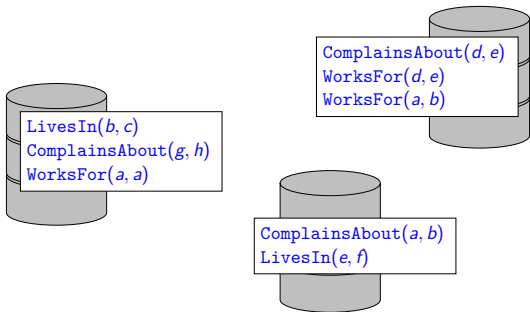 ComplainsAbout(d, e)
WorksFor(d, e)
WorksFor(a, b)
LivesIn(b, c)
ComplainsAbout(g, h)
WorksFor(a, a)
ComplainsAbout(a, b)
LivesIn(e, f)